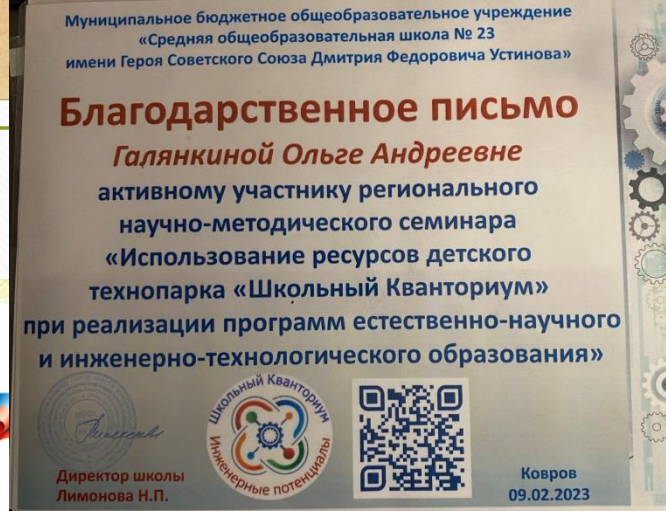 Муниципальное бюджетное общеобразовательное учреждение
«Средняя общеобразовательная школа № 23
имени Героя Советского Союза Дмитрия Федоровича Устинова»
Благодарственное письмо
Галянкиной Ольге Андреевне
активному участнику регионального
научно-методического семинара
«Использование ресурсов детского
технопарка «Школьный Кванториум»
при реализации программ естественно-научного
и инженерно-технологического образования»
Школьный Кванториум
Инженерные потенциалы
Директор школы
Лимонова Н.П.
Ковров
09.02.2023